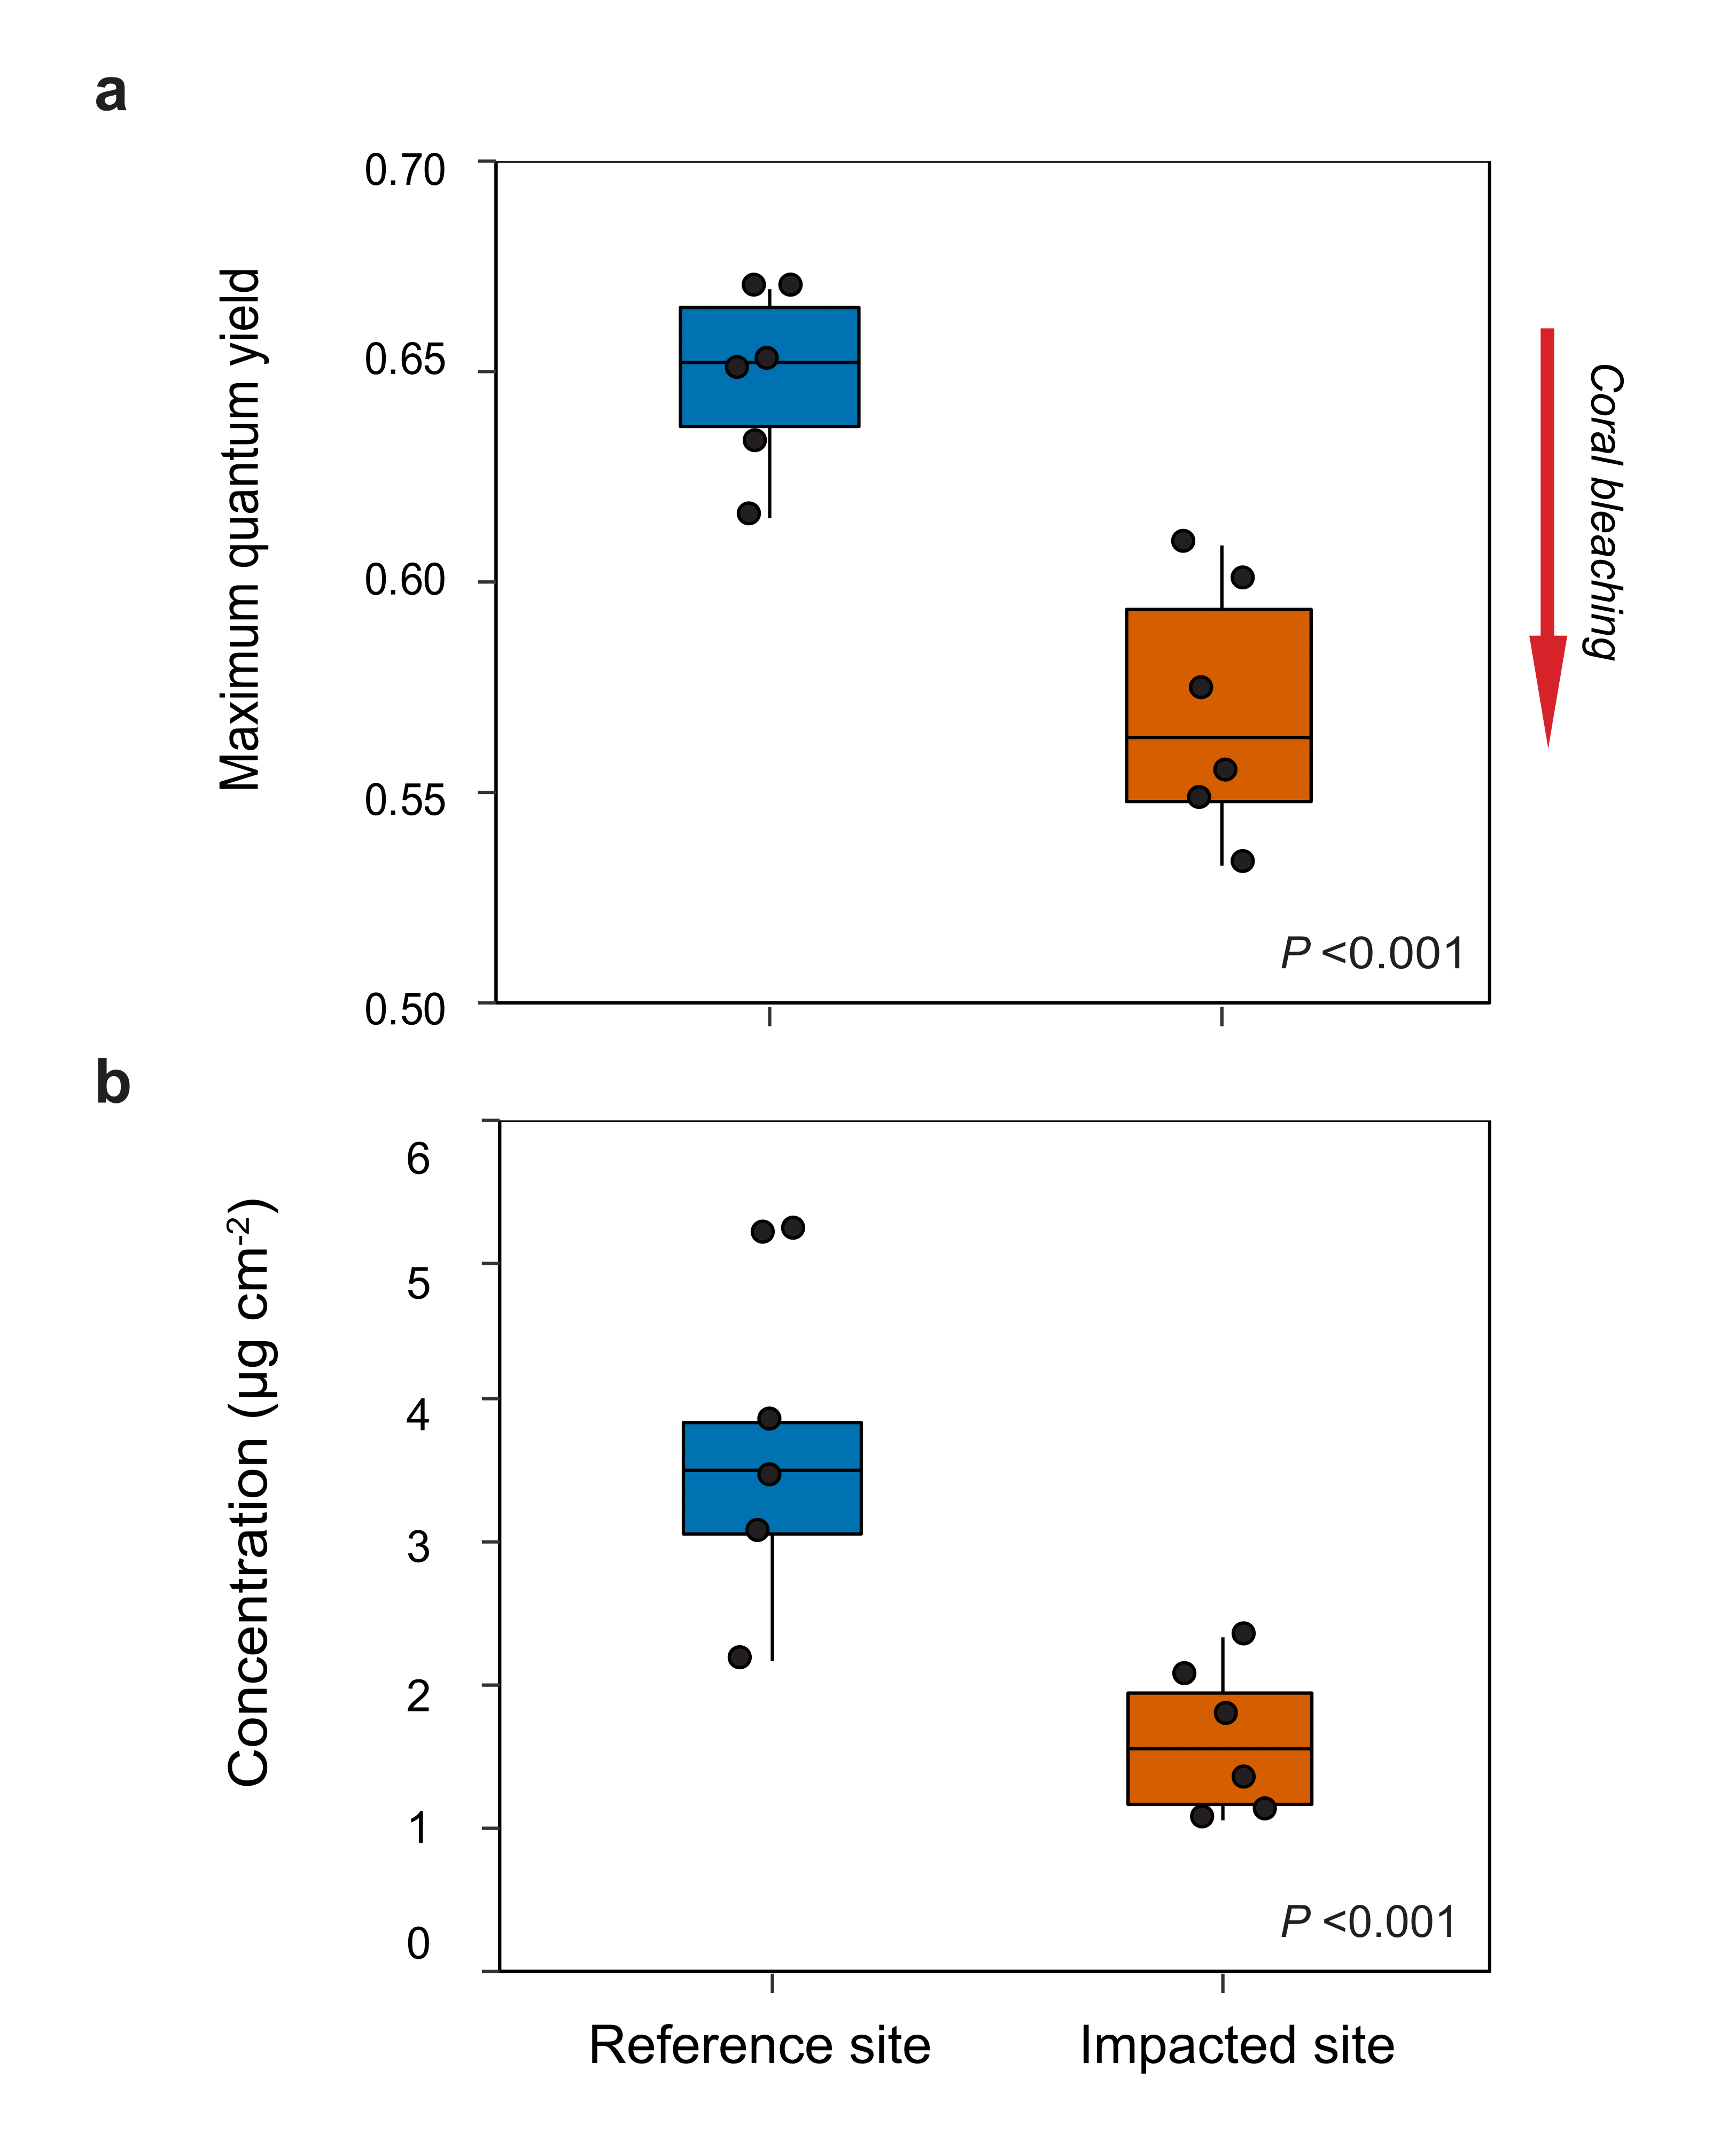 a
Maximum quantum yield
0.70
0.65
0.60
0.55
0.50
Coral bleaching
P <0.001
b
Concentration (µg cm⁻²)
6
5
4
3
2
1
0
P <0.001
Reference site
Impacted site